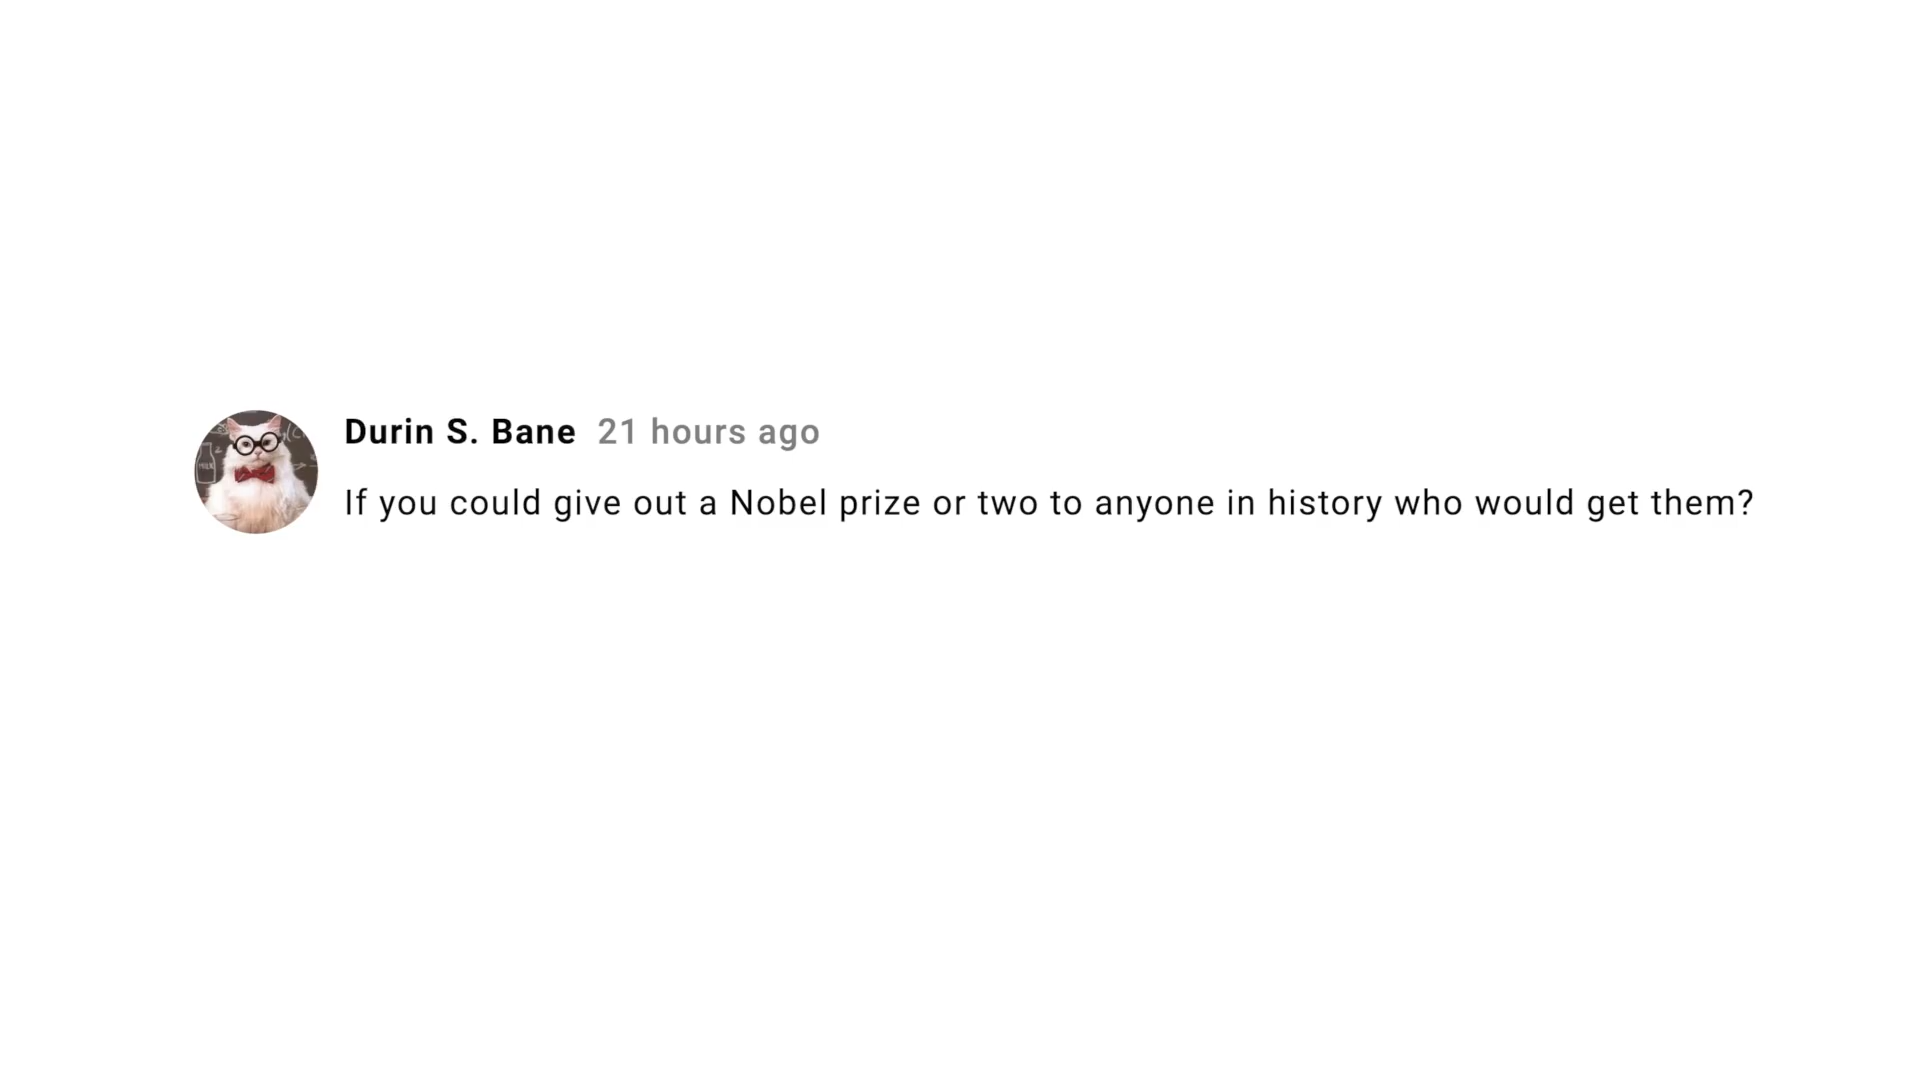 Durin S. Bane 21 hours ago
If you could give out a Nobel prize or two to anyone in history who would get them?